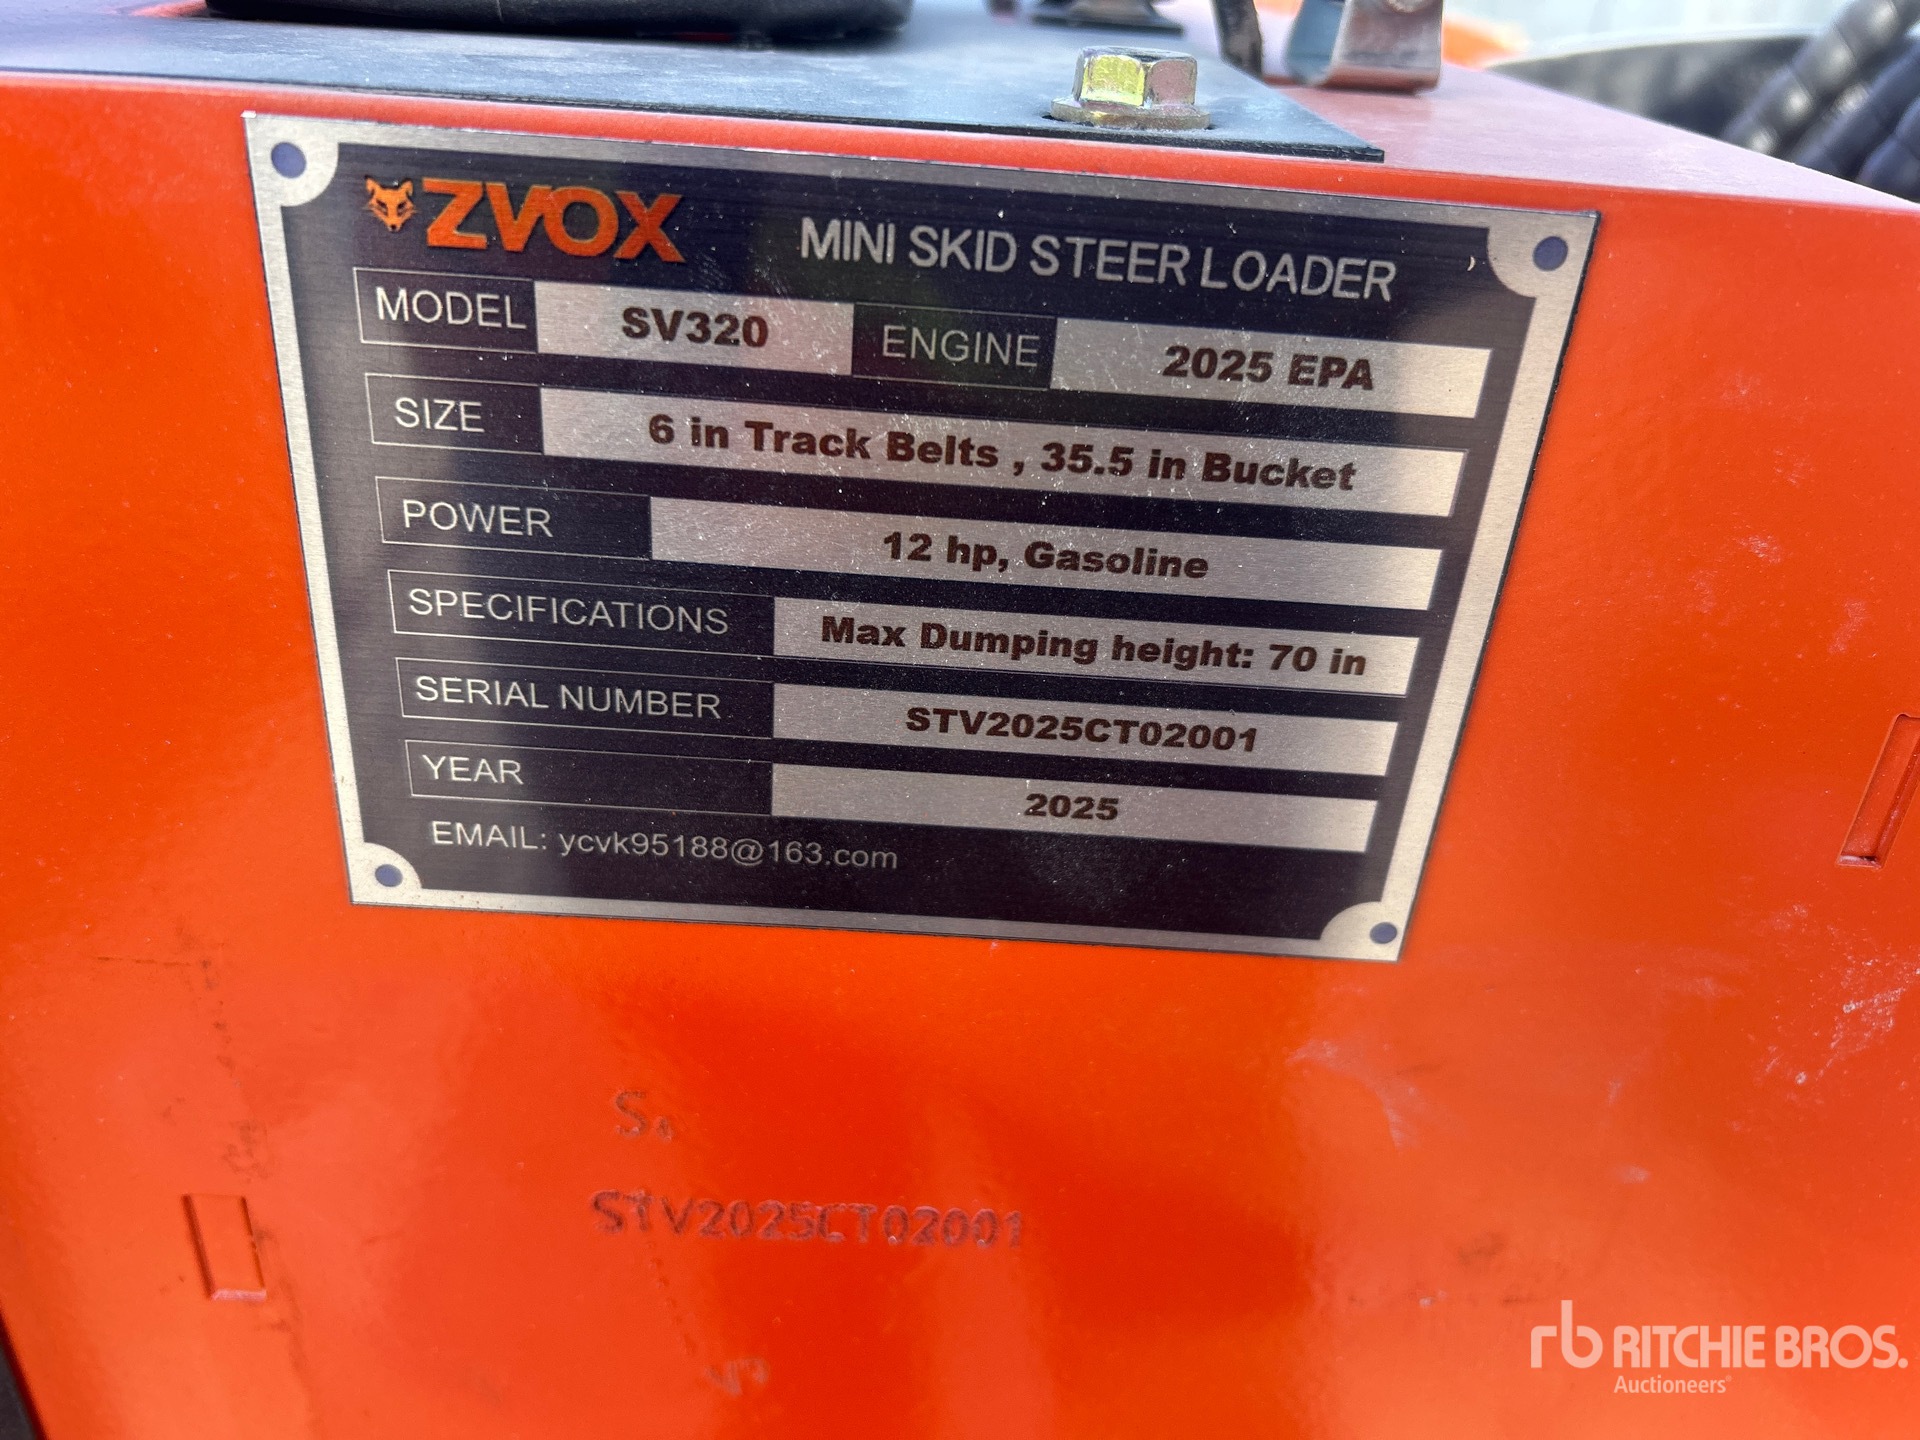 ZVOX MINI SKID STEER LOADER
MODEL SV320 ENGINE 2025 EPA
SIZE 6 in Track Belts , 35.5 in Bucket
POWER 12 hp, Gasoline
SPECIFICATIONS Max Dumping height: 70 in
SERIAL NUMBER STV2025CT02001
YEAR 2025
EMAIL: ycvk95188@163.com
STV2025CT02001
rb RITCHIE BROS.
Auctioneers